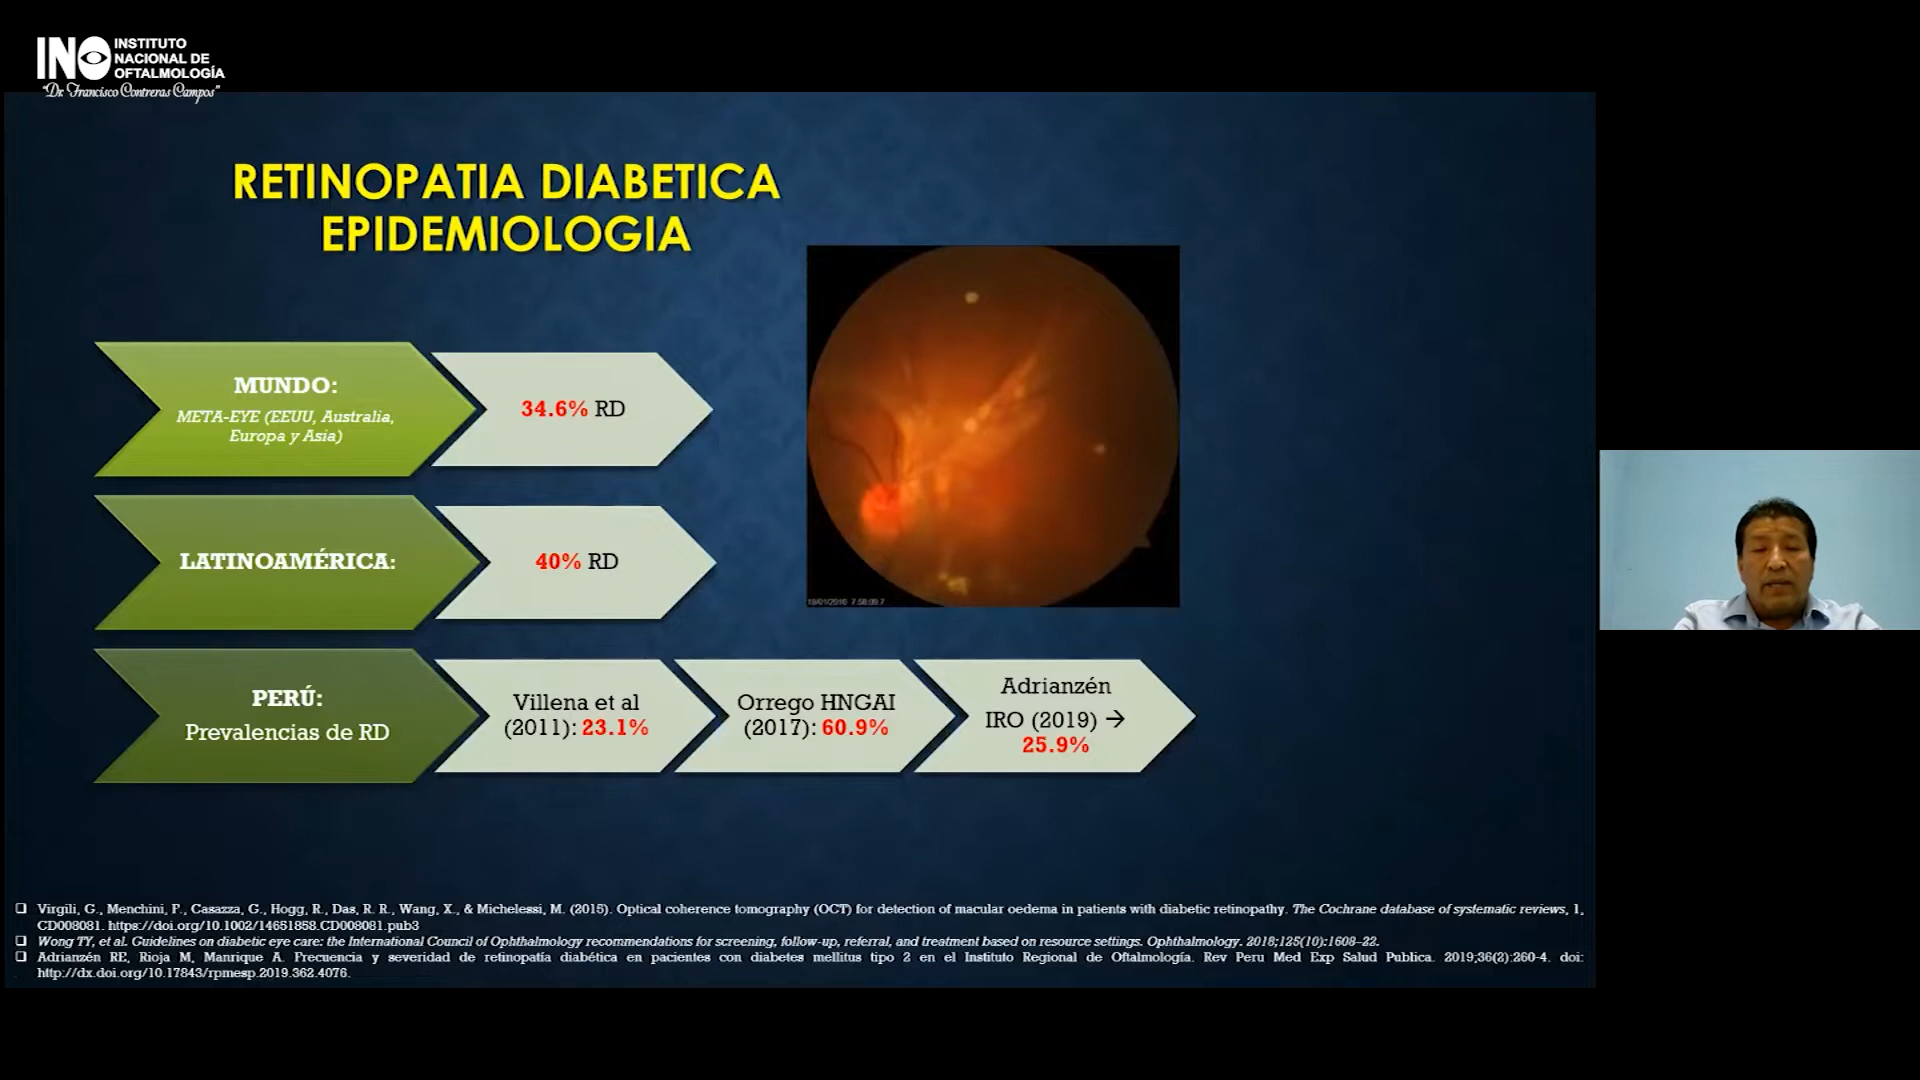 INO INSTITUTO
NACIONAL DE
OFTALMOLOGÍA
"Dr. Francisco Contreras Campos"
RETINOPATIA DIABETICA
EPIDEMIOLOGIA
MUNDO:
META-EYE (EEUU, Australia,
Europa y Asia)
34.6% RD
LATINOAMÉRICA:
40% RD
PERÚ:
Prevalencias de RD
Villena et al
(2011): 23.1%
Orrego HNGAI
(2017): 60.9%
Adrianzén
IRO (2019) →
25.9%
❑ Virgili, G., Menchini, F., Casazza, G., Hogg, R., Das, R. R., Wang, X., & Michelessi, M. (2015). Optical coherence tomography (OCT) for detection of macular oedema in patients with diabetic retinopathy. The Cochrane database of systematic reviews, 1,
CD008081. https://doi.org/10.1002/14651858.CD008081.pub3
❑ Wong TY, et al. Guidelines on diabetic eye care: the International Council of Ophthalmology recommendations for screening, follow-up, referral, and treatment based on resource settings. Ophthalmology. 2018;125(10):1608–22.
❑ Adrianzén RE, Rioja M, Manrique A. Frecuencia y severidad de retinopatía diabética en pacientes con diabetes mellitus tipo 2 en el Instituto Regional de Oftalmología. Rev Peru Med Exp Salud Publica. 2019;36(2):260-4. doi:
http://dx.doi.org/10.17843/rpmesp.2019.362.4076.